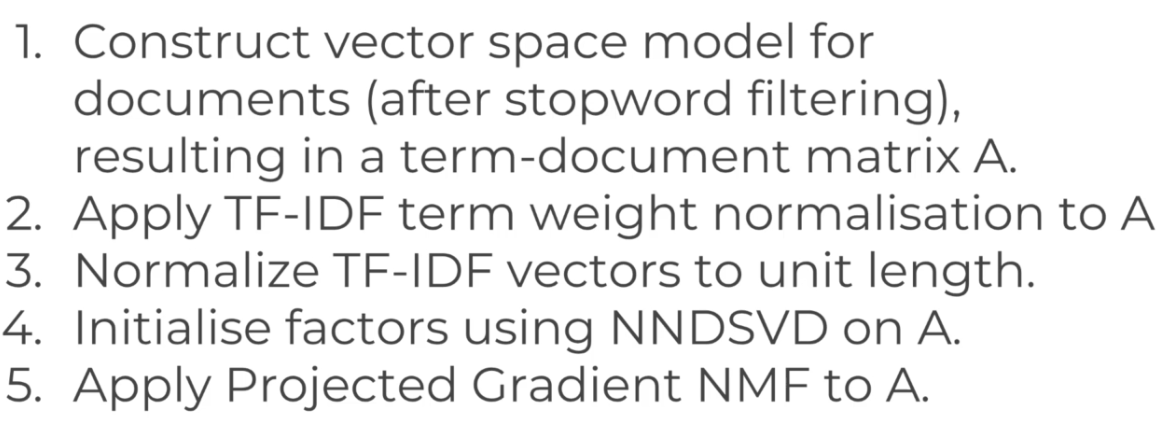 1. Construct vector space model for
documents (after stopword filtering),
resulting in a term-document matrix A.
2. Apply TF-IDF term weight normalisation to A
3. Normalize TF-IDF vectors to unit length.
4. Initialise factors using NNDSVD on A.
5. Apply Projected Gradient NMF to A.